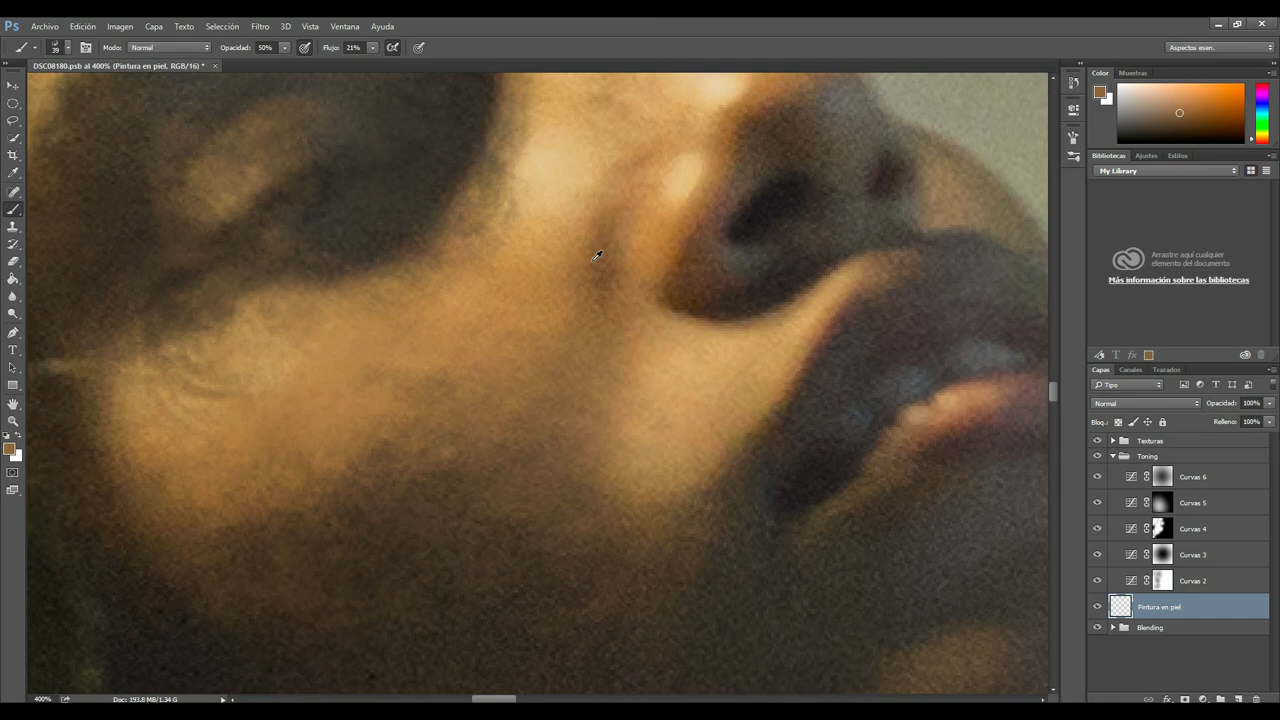 Ps Archivo Edición Imagen Capa Texto Selección Filtro 3D Vista Ventana Ayuda
39 Modo: Normal Opacidad: 50% Flujo: 21% Aspectos esen.
DSC08180.psb al 400% (Pintura en piel, RGB/16) * ×
Color Muestras
Bibliotecas Ajustes Estilos
My Library
Arrastre aquí cualquier
elemento del documento
Más información sobre las bibliotecas
Capas Canales Trazados
Tipo
Normal Opacidad: 100%
Bloq.: Relleno: 100%
Texturas
Toning
Curvas 6
Curvas 5
Curvas 4
Curvas 3
Curvas 2
Pintura en piel
Blending
400% Doc: 193.8 MB/1.34 G